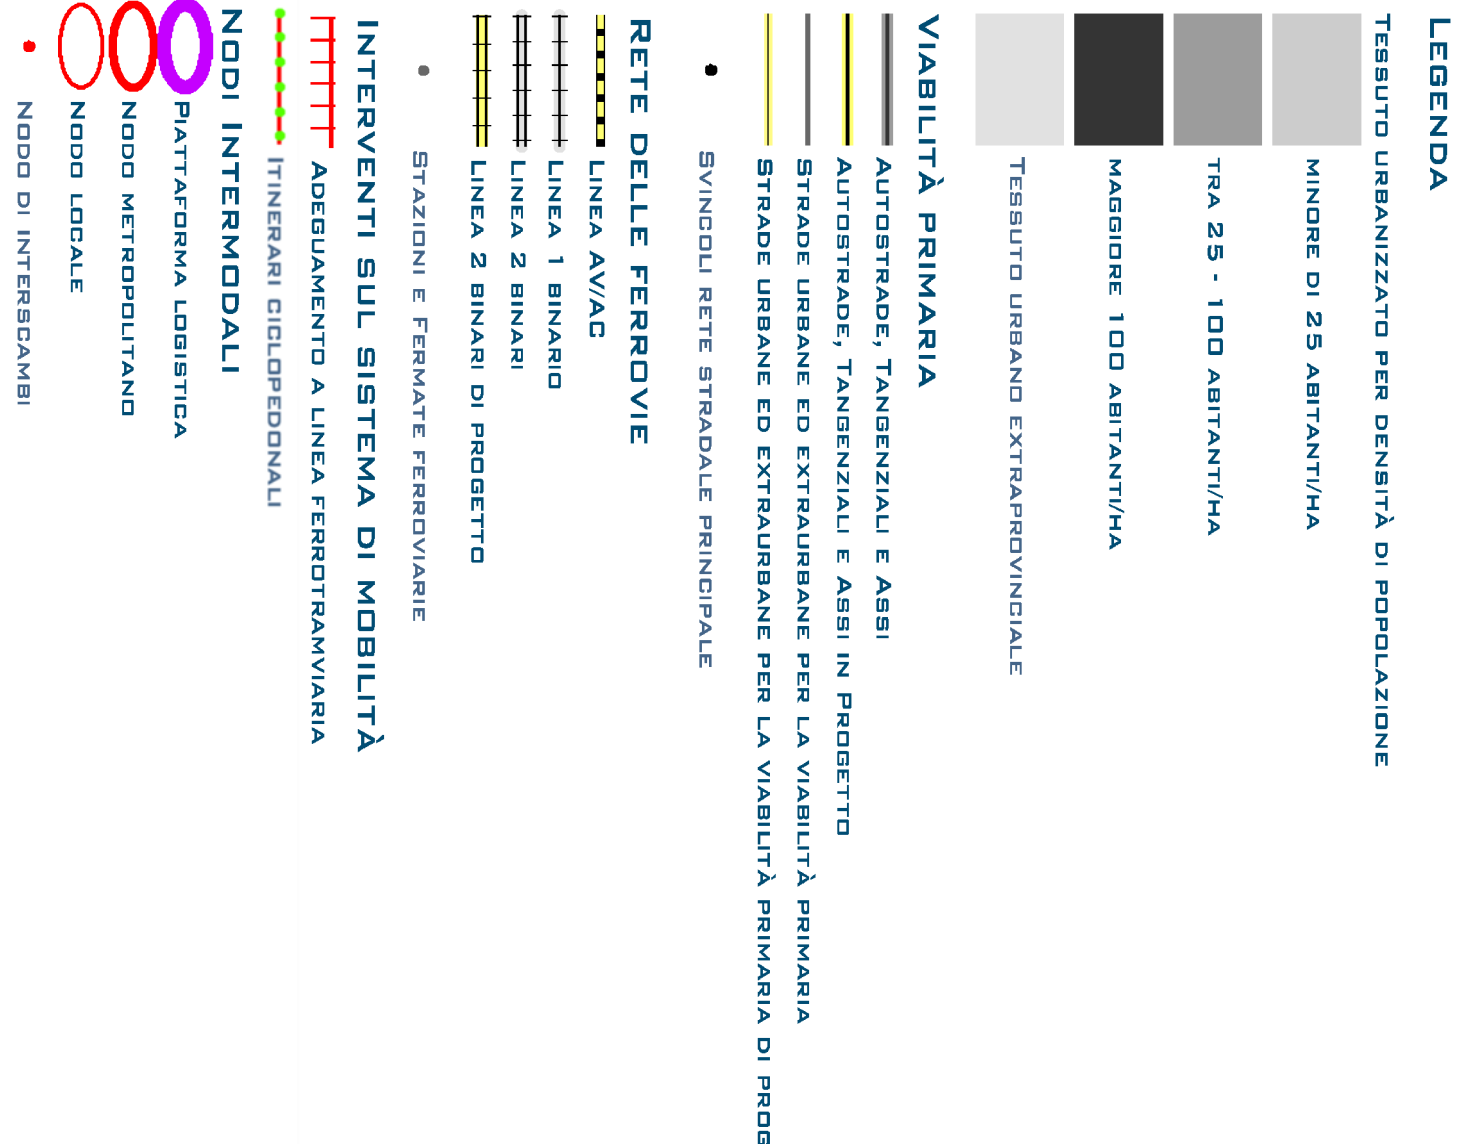 LEGENDA
TESSUTO URBANIZZATO PER DENSITÀ DI POPOLAZIONE
MINORE DI 25 ABITANTI/HA
TRA 25 - 100 ABITANTI/HA
MAGGIORE 100 ABITANTI/HA
TESSUTO URBANO EXTRAPROVINCIALE
VIABILITÀ PRIMARIA
AUTOSTRADE, TANGENZIALI E ASSI
AUTOSTRADE, TANGENZIALI E ASSI IN PROGETTO
STRADE URBANE ED EXTRAURBANE PER LA VIABILITÀ PRIMARIA
STRADE URBANE ED EXTRAURBANE PER LA VIABILITÀ PRIMARIA DI PROG
SVINCOLI RETE STRADALE PRINCIPALE
RETE DELLE FERROVIE
LINEA AV/AC
LINEA 1 BINARIO
LINEA 2 BINARI
LINEA 2 BINARI DI PROGETTO
STAZIONI E FERMATE FERROVIARIE
INTERVENTI SUL SISTEMA DI MOBILITÀ
ADEGUAMENTO A LINEA FERROTRAMVIARIA
ITINERARI CICLOPEDONALI
NODI INTERMODALI
PIATTAFORMA LOGISTICA
NODO METROPOLITANO
NODO LOCALE
NODO DI INTERSCAMBI